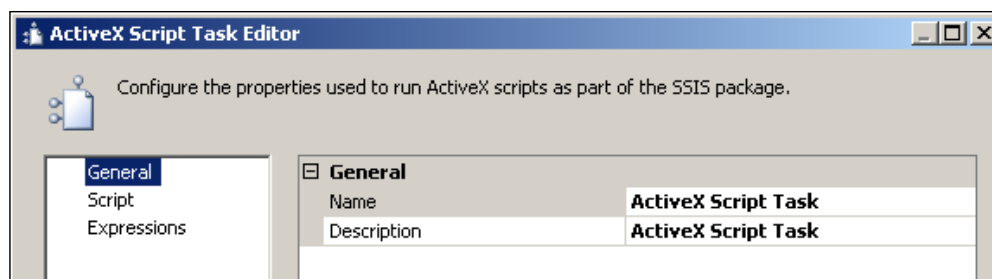 ActiveX Script Task Editor
Configure the properties used to run ActiveX scripts as part of the SSIS package.
General
Script
Expressions
General
Name ActiveX Script Task
Description ActiveX Script Task